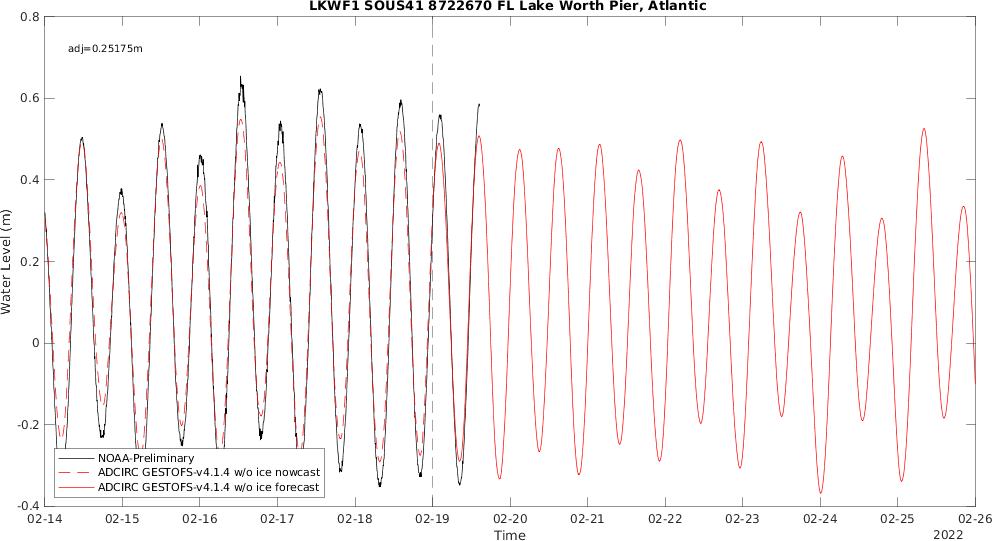 LKWF1 SOUS41 8722670 FL Lake Worth Pier, Atlantic
0.8
adj=0.25175m
0.6
0.4
0.2
0
-0.2
-0.4
Water Level (m)
NOAA-Preliminary
ADCIRC GESTOFS-v4.1.4 w/o ice nowcast
ADCIRC GESTOFS-v4.1.4 w/o ice forecast
02-14 02-15 02-16 02-17 02-18 02-19 02-20 02-21 02-22 02-23 02-24 02-25 02-26
Time
2022